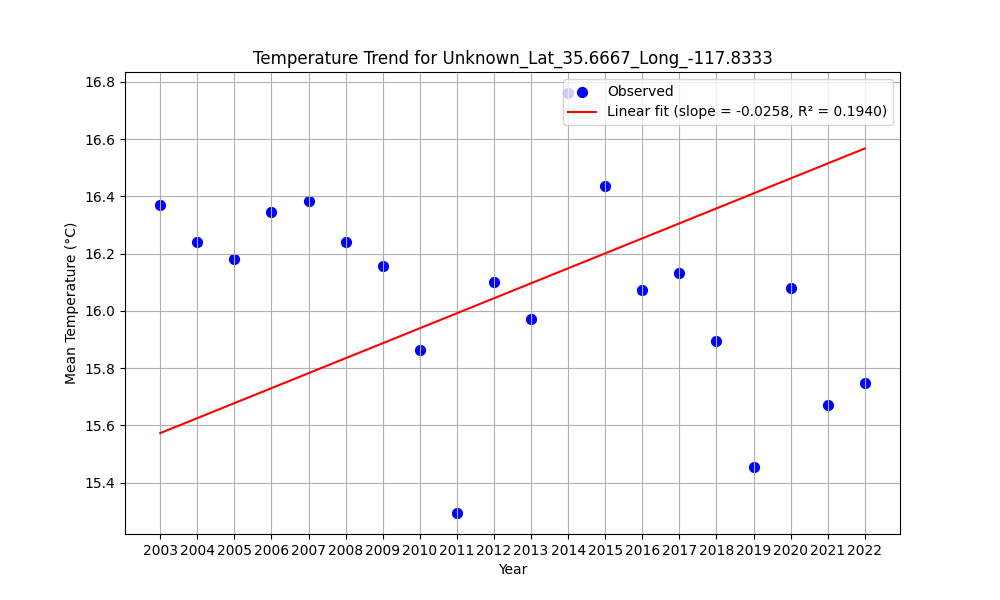 Temperature Trend for Unknown_Lat_35.6667_Long_-117.8333
Observed
Linear fit (slope = -0.0258, R² = 0.1940)
Mean Temperature (°C)
16.8
16.6
16.4
16.2
16.0
15.8
15.6
15.4
2003 2004 2005 2006 2007 2008 2009 2010 2011 2012 2013 2014 2015 2016 2017 2018 2019 2020 2021 2022
Year